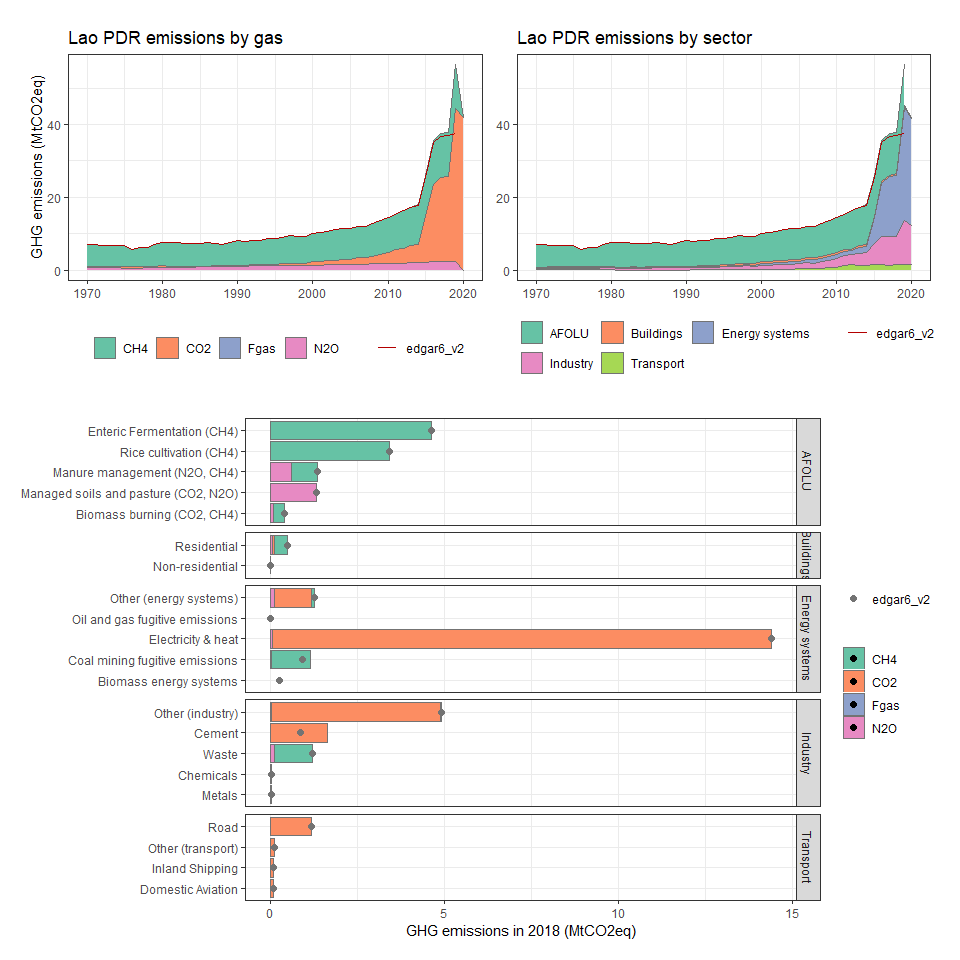 Lao PDR emissions by gas
GHG emissions (MtCO2eq)
40
20
0
1970 1980 1990 2000 2010 2020
CH4 CO2 Fgas N2O edgar6_v2
Lao PDR emissions by sector
40
20
0
1970 1980 1990 2000 2010 2020
AFOLU Buildings Energy systems edgar6_v2
Industry Transport
Enteric Fermentation (CH4)
Rice cultivation (CH4)
Manure management (N2O, CH4)
Managed soils and pasture (CO2, N2O)
Biomass burning (CO2, CH4)
AFOLU
Residential
Non-residential
Buildings
Other (energy systems)
Oil and gas fugitive emissions
Electricity & heat
Coal mining fugitive emissions
Biomass energy systems
Energy systems
Other (industry)
Cement
Waste
Chemicals
Metals
Industry
Road
Other (transport)
Inland Shipping
Domestic Aviation
Transport
0 5 10 15
GHG emissions in 2018 (MtCO2eq)
edgar6_v2
CH4
CO2
Fgas
N2O